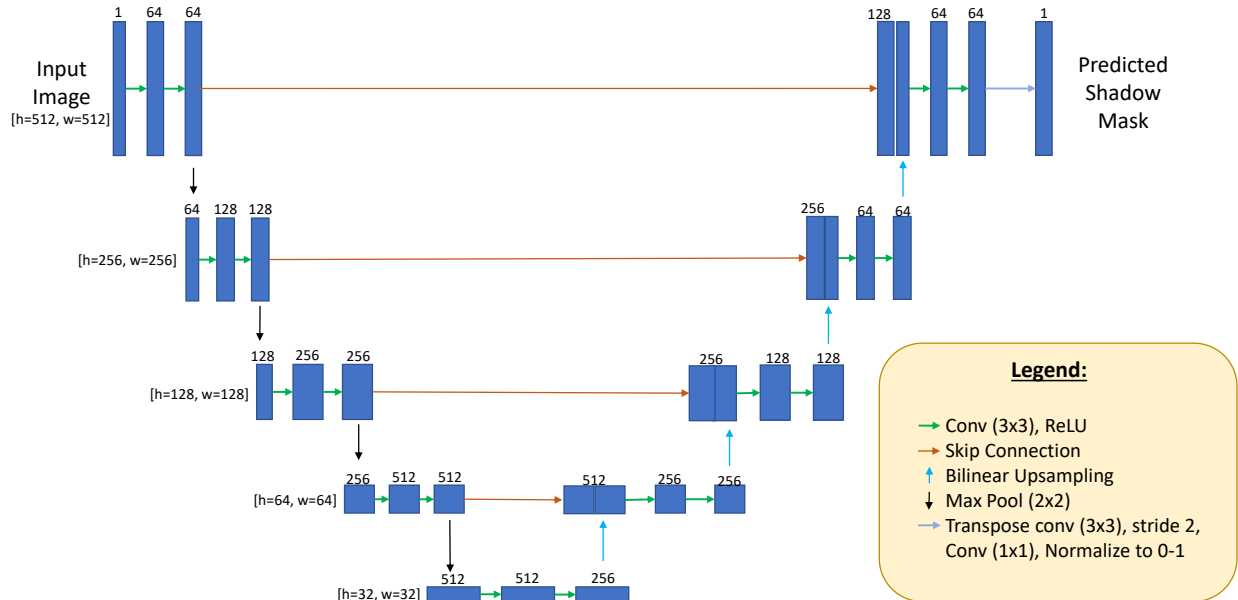 1 64 64 128 64 64 1
Input
Image
[h=512, w=512]
Predicted
Shadow
Mask
64 128 128 256 64 64
[h=256, w=256]
128 256 256 256 128 128
[h=128, w=128]
256 512 512 512 256 256
[h=64, w=64]
512 512 256
[h=32, w=32]
Legend:
Conv (3x3), ReLU
Skip Connection
Bilinear Upsampling
Max Pool (2x2)
Transpose conv (3x3), stride 2,
Conv (1x1), Normalize to 0-1